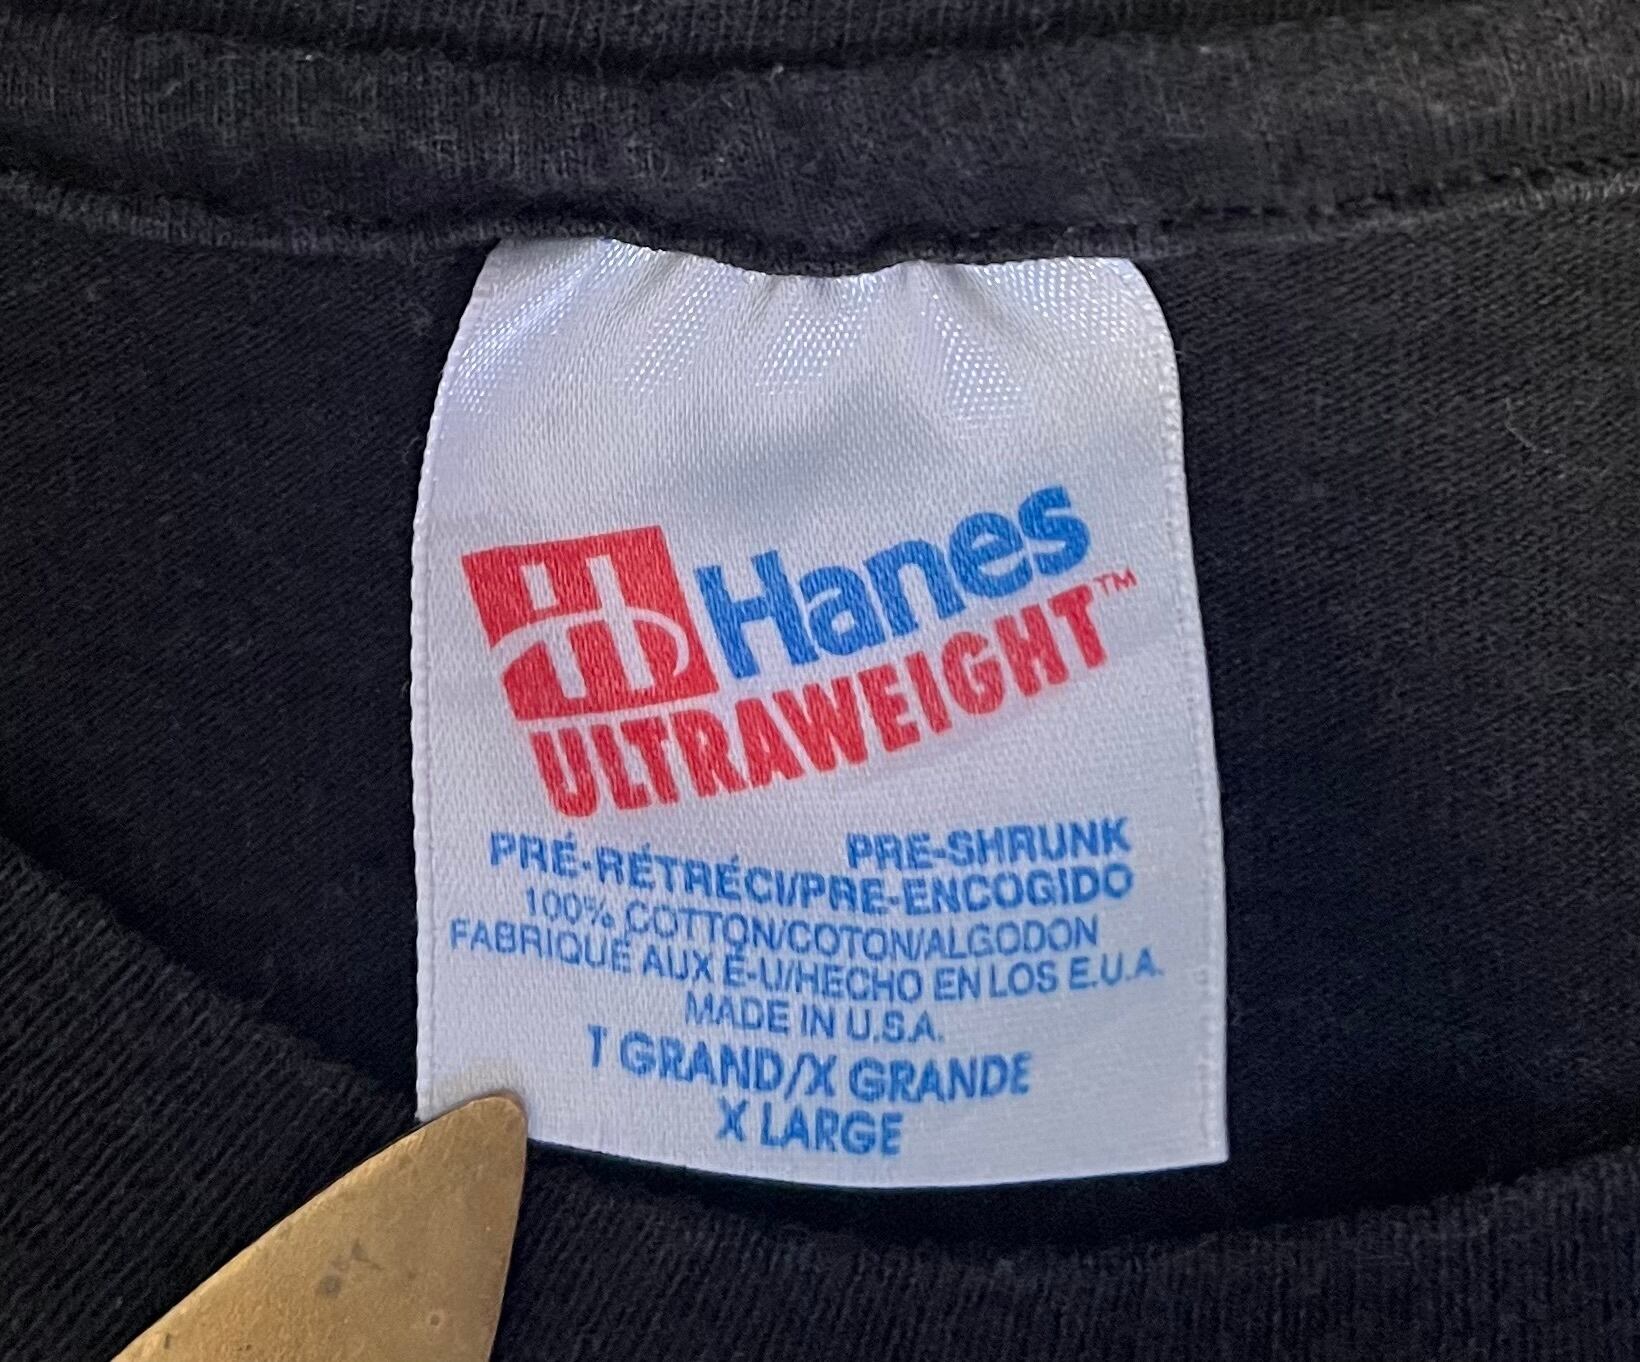 Hanes
ULTRAWEIGHT™
PRE-SHRUNK
PRÉ-RÉTRÉCI/PRE-ENCOGIDO
100% COTTON/COTON/ALGODON
FABRIQUÉ AUX É-U/HECHO EN LOS E.U.A.
MADE IN U.S.A.
T GRAND/X GRANDE
X LARGE